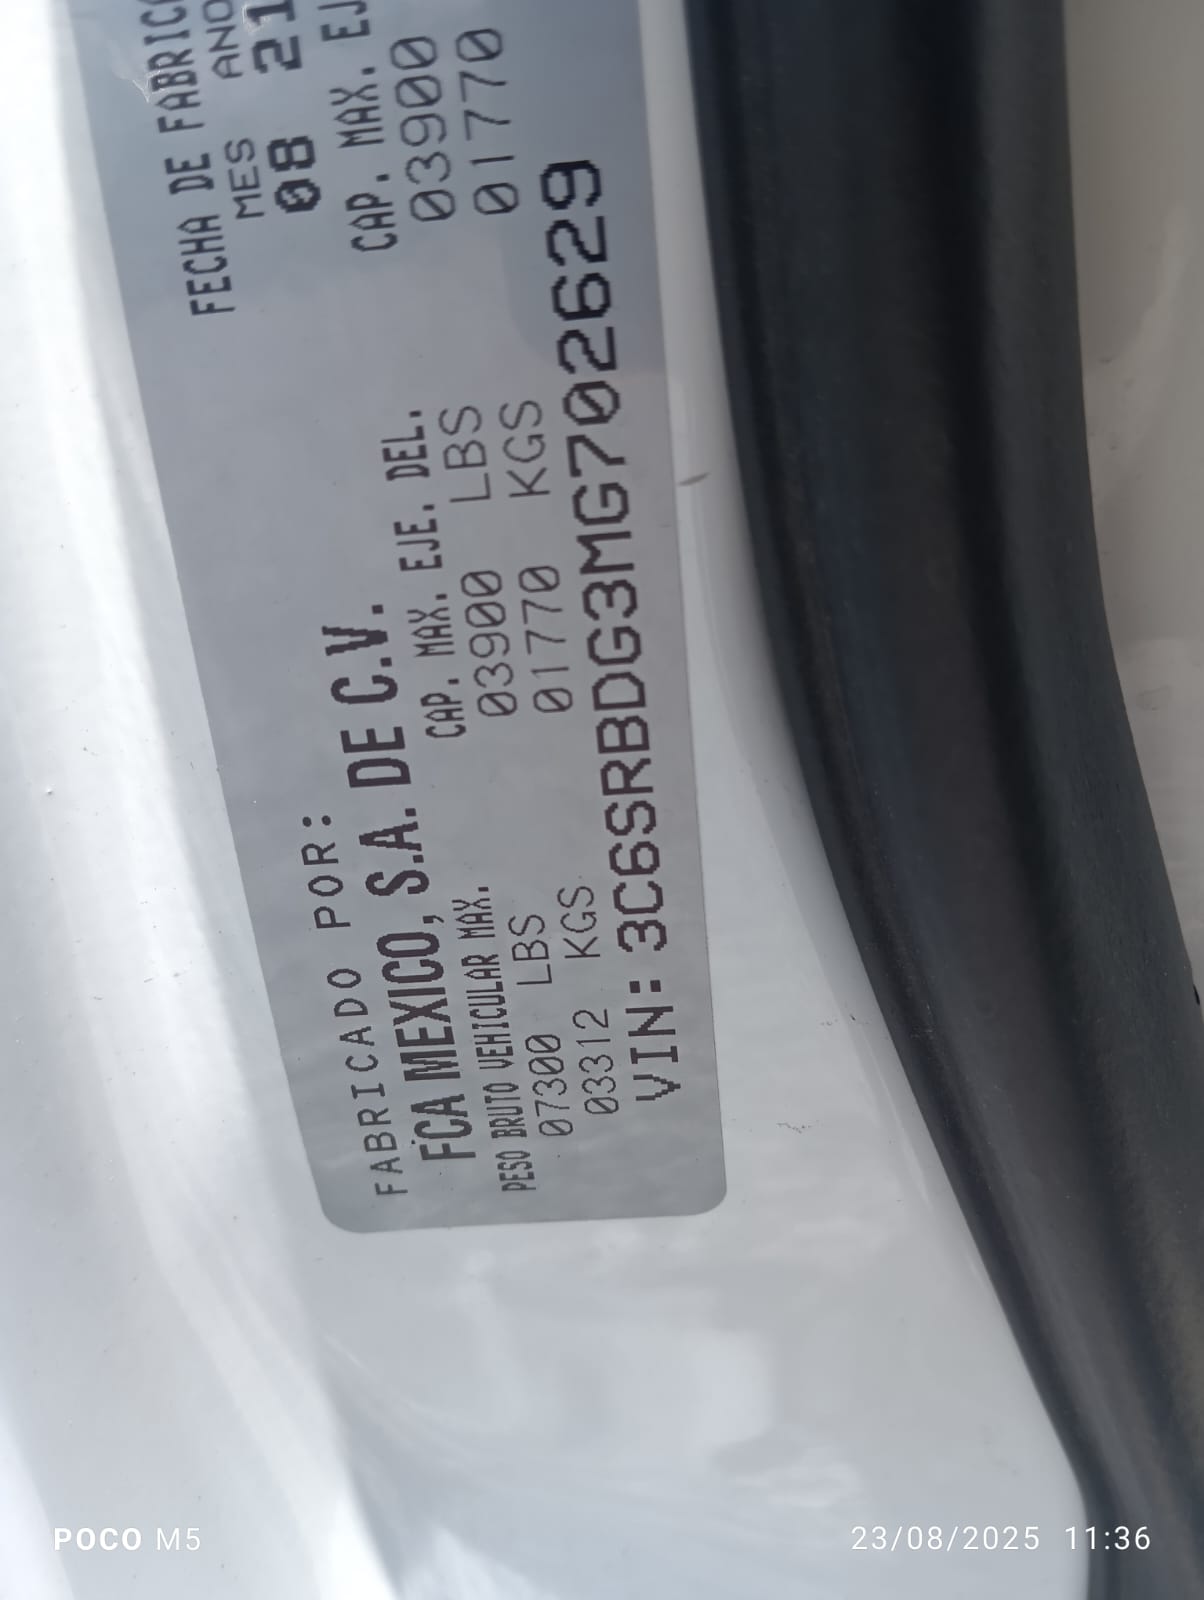 FABRICADO POR:
FECHA DE FABRIC
MES ANO
08 21
FCA MEXICO, S.A. DE C.V.
PESO BRUTO VEHICULAR MAX. CAP. MAX. EJE. DEL. CAP. MAX. EJ
07300 LBS 03900 LBS 03900
03312 KGS 01770 KGS 01770
VIN: 3C6SRBDG3MG702629
POCO M5
23/08/2025 11:36